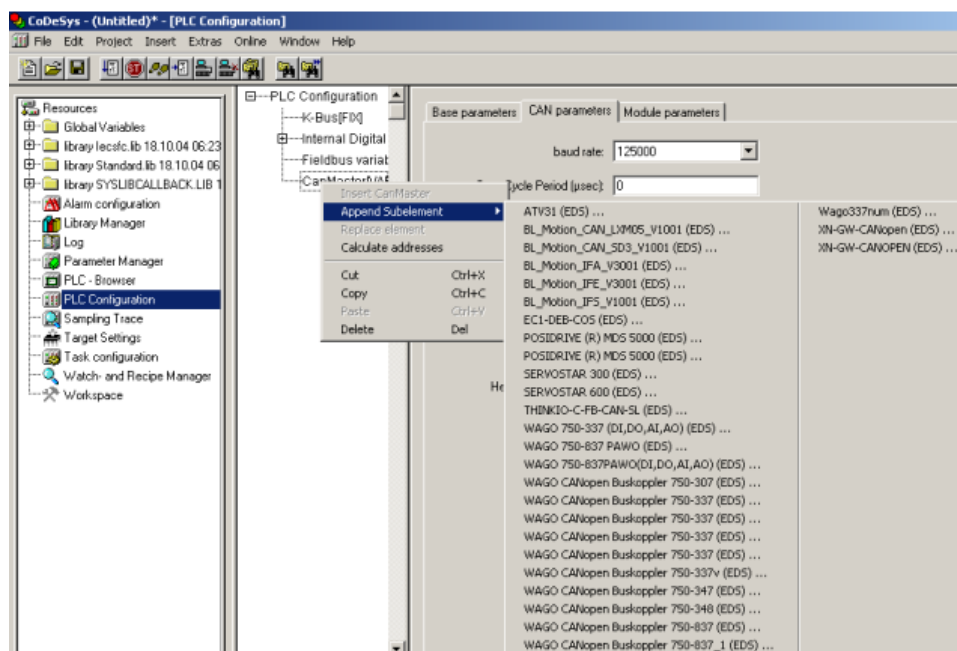 CoDeSys - (Untitled)* - [PLC Configuration]
File Edit Project Insert Extras Online Window Help
Resources
Global Variables
library Iecsfc.lib 18.10.04 06:23
library Standard.lib 18.10.04 06
library SYSLIBCALLBACK.LIB 1
Alarm configuration
Library Manager
Log
Parameter Manager
PLC - Browser
PLC Configuration
Sampling Trace
Target Settings
Task configuration
Watch- and Recipe Manager
Workspace
PLC Configuration
K-Bus[FIX]
Internal Digital
Fieldbus variat
Base parameters CAN parameters Module parameters
baud rate: 125000
Cycle Period (µsec): 0
He
Insert CanMaster
Append Subelement
Replace element
Calculate addresses
Cut Ctrl+X
Copy Ctrl+C
Paste Ctrl+V
Delete Del
ATV31 (EDS) ...
BL_Motion_CAN_LXM05_V1001 (EDS) ...
BL_Motion_CAN_SD3_V1001 (EDS) ...
BL_Motion_IFA_V3001 (EDS) ...
BL_Motion_IFE_V3001 (EDS) ...
BL_Motion_IFS_V1001 (EDS) ...
EC1-DEB-COS (EDS) ...
POSIDRIVE (R) MDS 5000 (EDS) ...
POSIDRIVE (R) MDS 5000 (EDS) ...
SERVOSTAR 300 (EDS) ...
SERVOSTAR 600 (EDS) ...
THINKIO-C-FB-CAN-SL (EDS) ...
WAGO 750-337 (DI,DO,AI,AO) (EDS) ...
WAGO 750-837 PAWO (EDS) ...
WAGO 750-837PAWO(DI,DO,AI,AO) (EDS) ...
WAGO CANopen Buskoppler 750-307 (EDS) ...
WAGO CANopen Buskoppler 750-337 (EDS) ...
WAGO CANopen Buskoppler 750-337 (EDS) ...
WAGO CANopen Buskoppler 750-337 (EDS) ...
WAGO CANopen Buskoppler 750-337 (EDS) ...
WAGO CANopen Buskoppler 750-337v (EDS) ...
WAGO CANopen Buskoppler 750-347 (EDS) ...
WAGO CANopen Buskoppler 750-348 (EDS) ...
WAGO CANopen Buskoppler 750-837 (EDS) ...
WAGO CANopen Buskoppler 750-837_1 (EDS) ...
Wago337num (EDS) ...
XN-GW-CANopen (EDS) ...
XN-GW-CANOPEN (EDS) ...